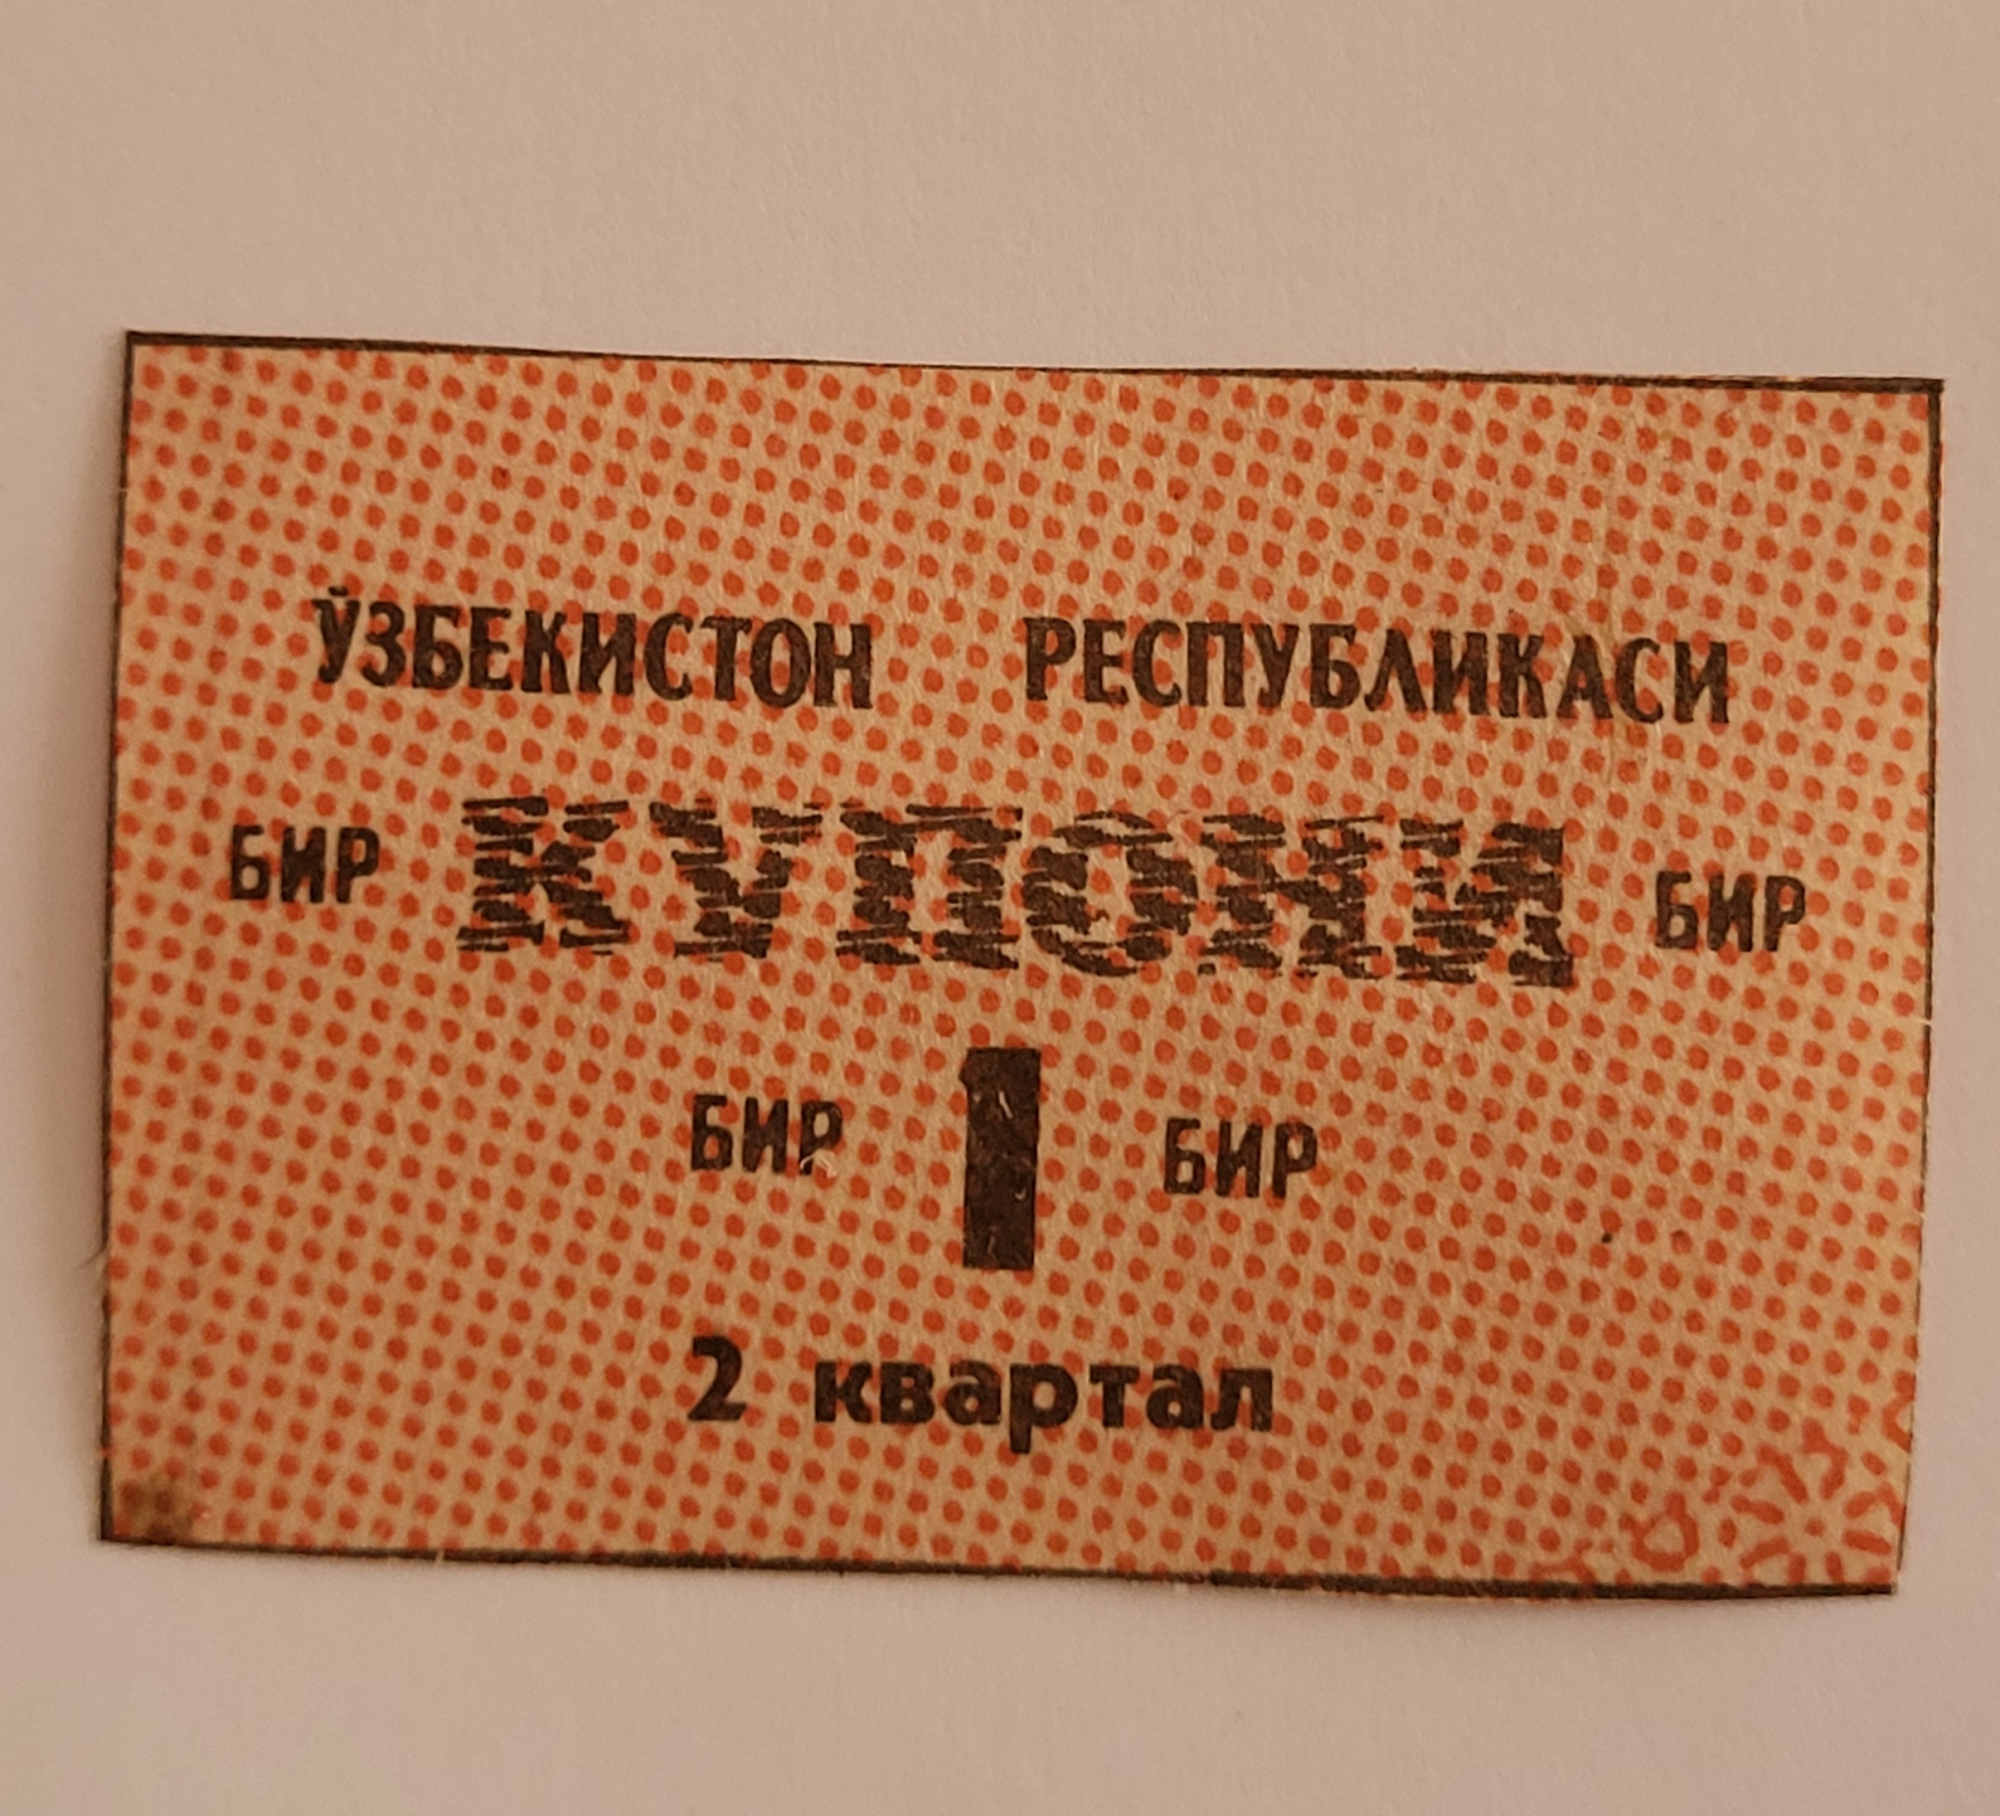 ЎЗБЕКИСТОН РЕСПУБЛИКАСИ
БИР КУПОНИ БИР
БИР 1 БИР
2 квартал